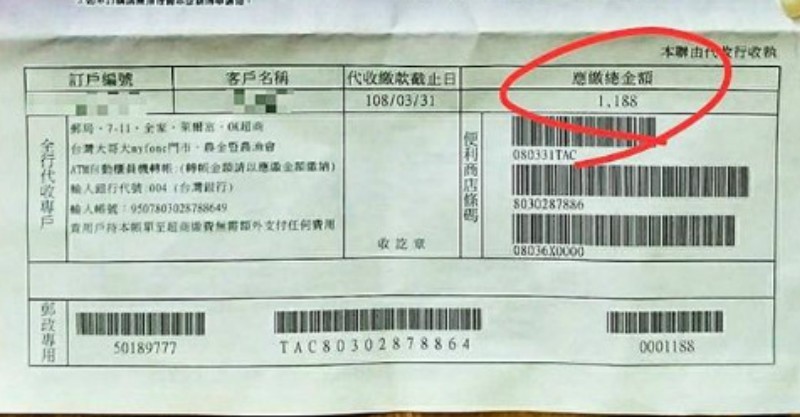 本聯由代收行收執
訂戶編號 客戶名稱 代收繳款截止日 應繳總金額
108/03/31 1,188
全行代收專戶
郵局、7-11、全家、萊爾富、OK超商
台灣大哥大myfone門市、農金暨農漁會
ATM自動櫃員機轉帳:(轉帳金額請以應繳金額繳納)
輸入銀行代號:004 (台灣銀行)
輸入帳號:9507803028788649
貴用戶持本帳單至超商繳費無需額外支付任何費用
收訖章
便利商店條碼
080331TAC
8030287886
08036X0000
郵政專用
50189777
TAC80302878864
0001188